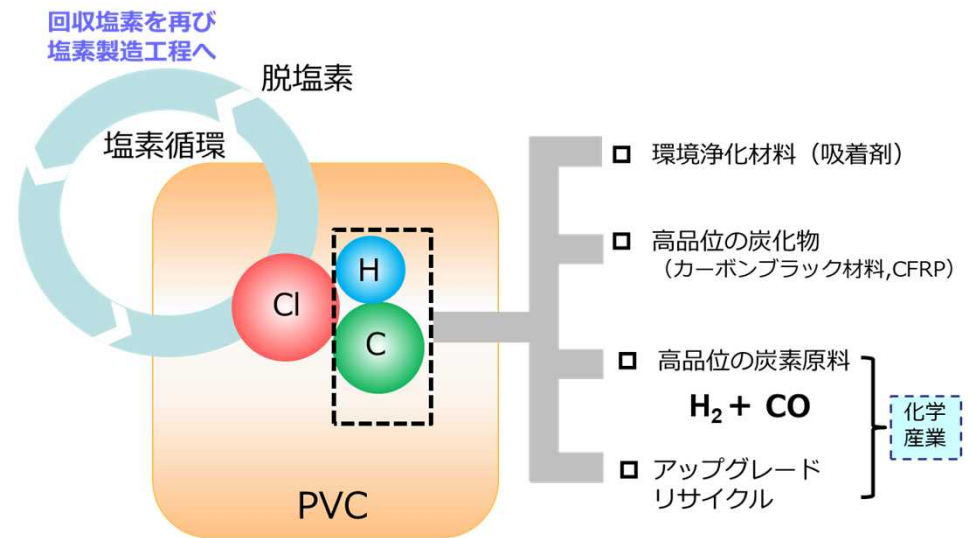 回収塩素を再び
塩素製造工程へ
脱塩素
塩素循環
Cl
H
C
PVC
環境浄化材料（吸着剤）
高品位の炭化物
（カーボンブラック材料,CFRP）
高品位の炭素原料
H₂ + CO
アップグレード
リサイクル
化学
産業